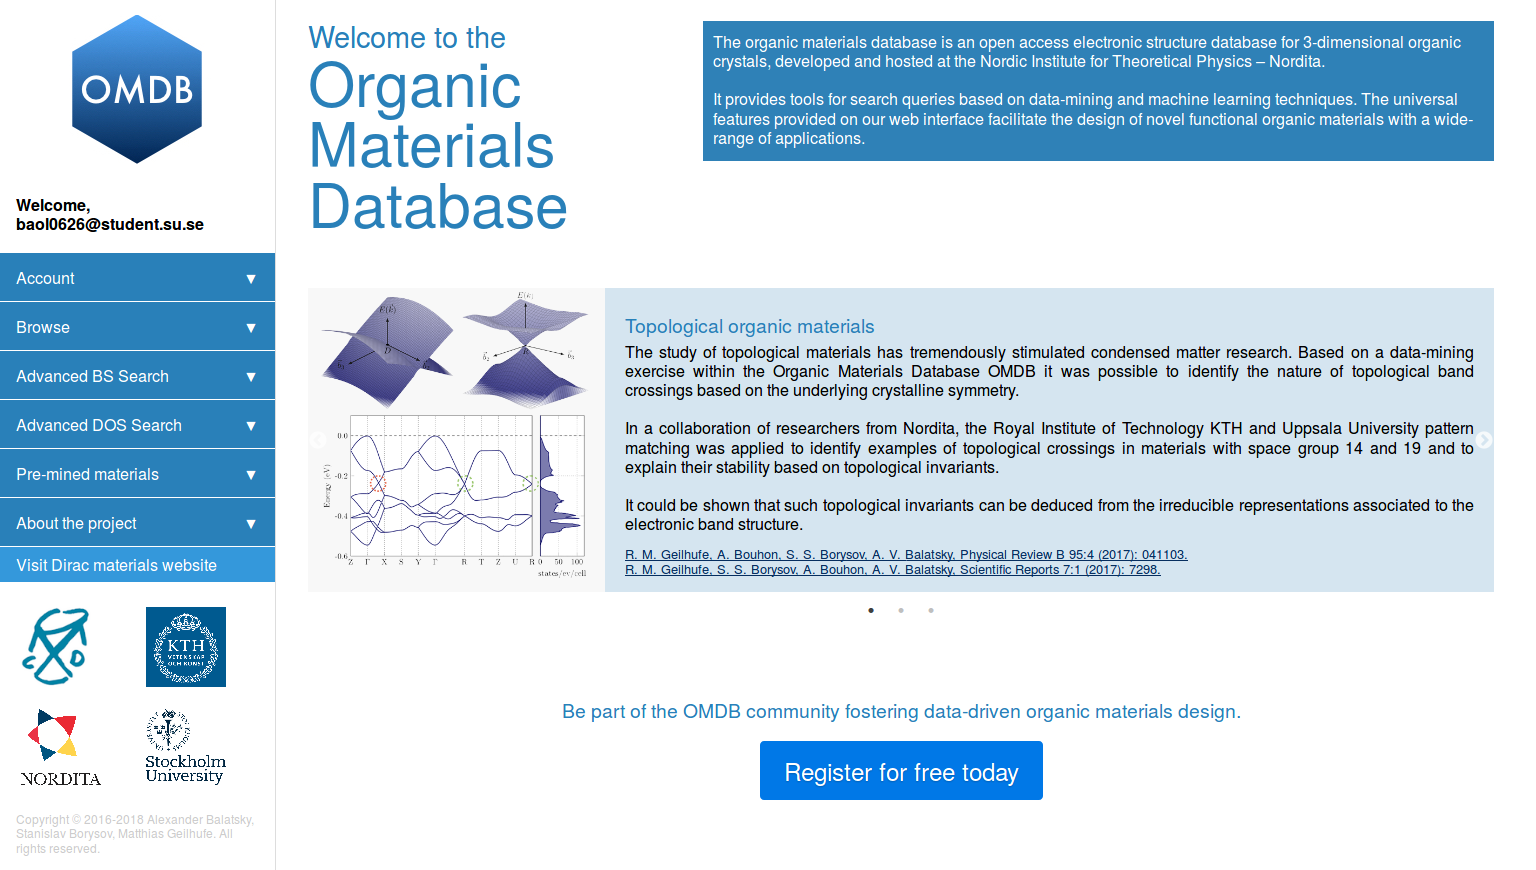 OMDB
Welcome,
baol0626@student.su.se
Account ▼
Browse ▼
Advanced BS Search ▼
Advanced DOS Search ▼
Pre-mined materials ▼
About the project ▼
Visit Dirac materials website
KTH
VETENSKAP
OCH KONST
NORDITA
Stockholm
University
Copyright © 2016-2018 Alexander Balatsky,
Stanislav Borysov, Matthias Geilhufe. All
rights reserved.
Welcome to the
Organic
Materials
Database
The organic materials database is an open access electronic structure database for 3-dimensional organic
crystals, developed and hosted at the Nordic Institute for Theoretical Physics – Nordita.
It provides tools for search queries based on data-mining and machine learning techniques. The universal
features provided on our web interface facilitate the design of novel functional organic materials with a wide-
range of applications.
E(k)
E(k)
D
R
0.0
-0.2
-0.4
-0.6
Energy [eV]
Z Γ X S Y Γ R T Z U R 0 50 100
states/ev/cell
Topological organic materials
The study of topological materials has tremendously stimulated condensed matter research. Based on a data-mining
exercise within the Organic Materials Database OMDB it was possible to identify the nature of topological band
crossings based on the underlying crystalline symmetry.
In a collaboration of researchers from Nordita, the Royal Institute of Technology KTH and Uppsala University pattern
matching was applied to identify examples of topological crossings in materials with space group 14 and 19 and to
explain their stability based on topological invariants.
It could be shown that such topological invariants can be deduced from the irreducible representations associated to the
electronic band structure.
R. M. Geilhufe, A. Bouhon, S. S. Borysov, A. V. Balatsky, Physical Review B 95:4 (2017): 041103.
R. M. Geilhufe, S. S. Borysov, A. Bouhon, A. V. Balatsky, Scientific Reports 7:1 (2017): 7298.
Be part of the OMDB community fostering data-driven organic materials design.
Register for free today